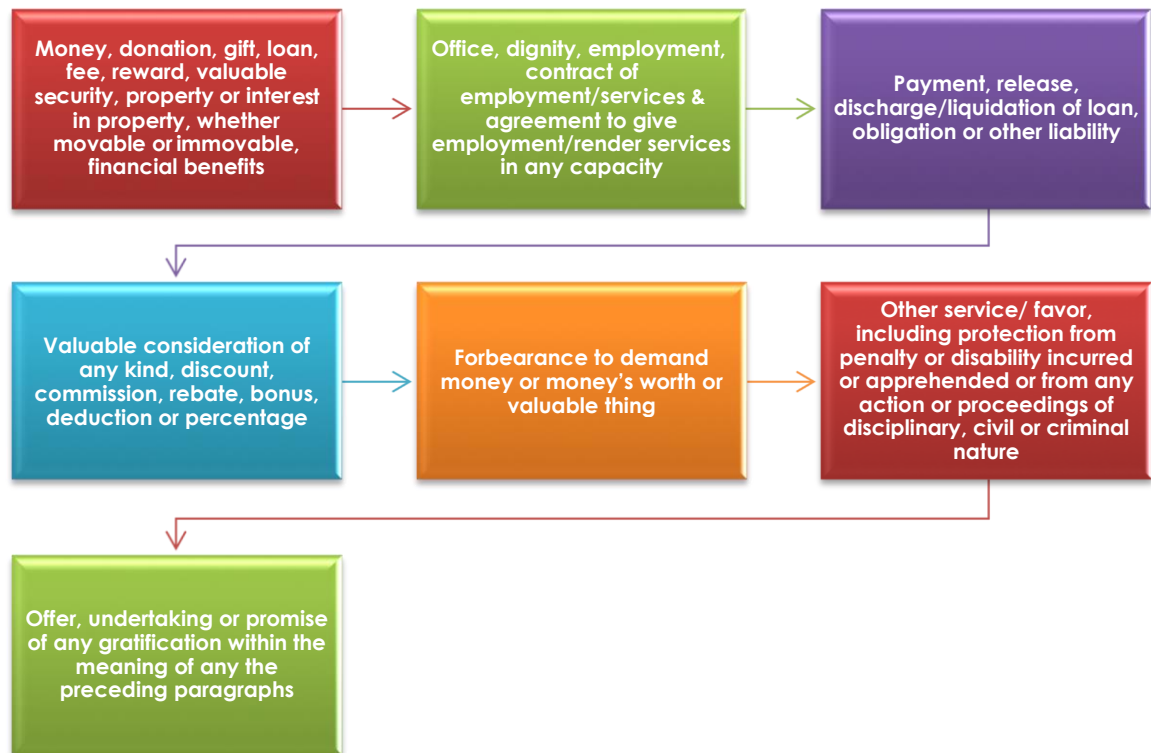 Money, donation, gift, loan,
fee, reward, valuable
security, property or interest
in property, whether
movable or immovable,
financial benefits
Office, dignity, employment,
contract of
employment/services &
agreement to give
employment/render services
in any capacity
Payment, release,
discharge/liquidation of loan,
obligation or other liability
Valuable consideration of
any kind, discount,
commission, rebate, bonus,
deduction or percentage
Forbearance to demand
money or money’s worth or
valuable thing
Other service/ favor,
including protection from
penalty or disability incurred
or apprehended or from any
action or proceedings of
disciplinary, civil or criminal
nature
Offer, undertaking or promise
of any gratification within the
meaning of any the
preceding paragraphs